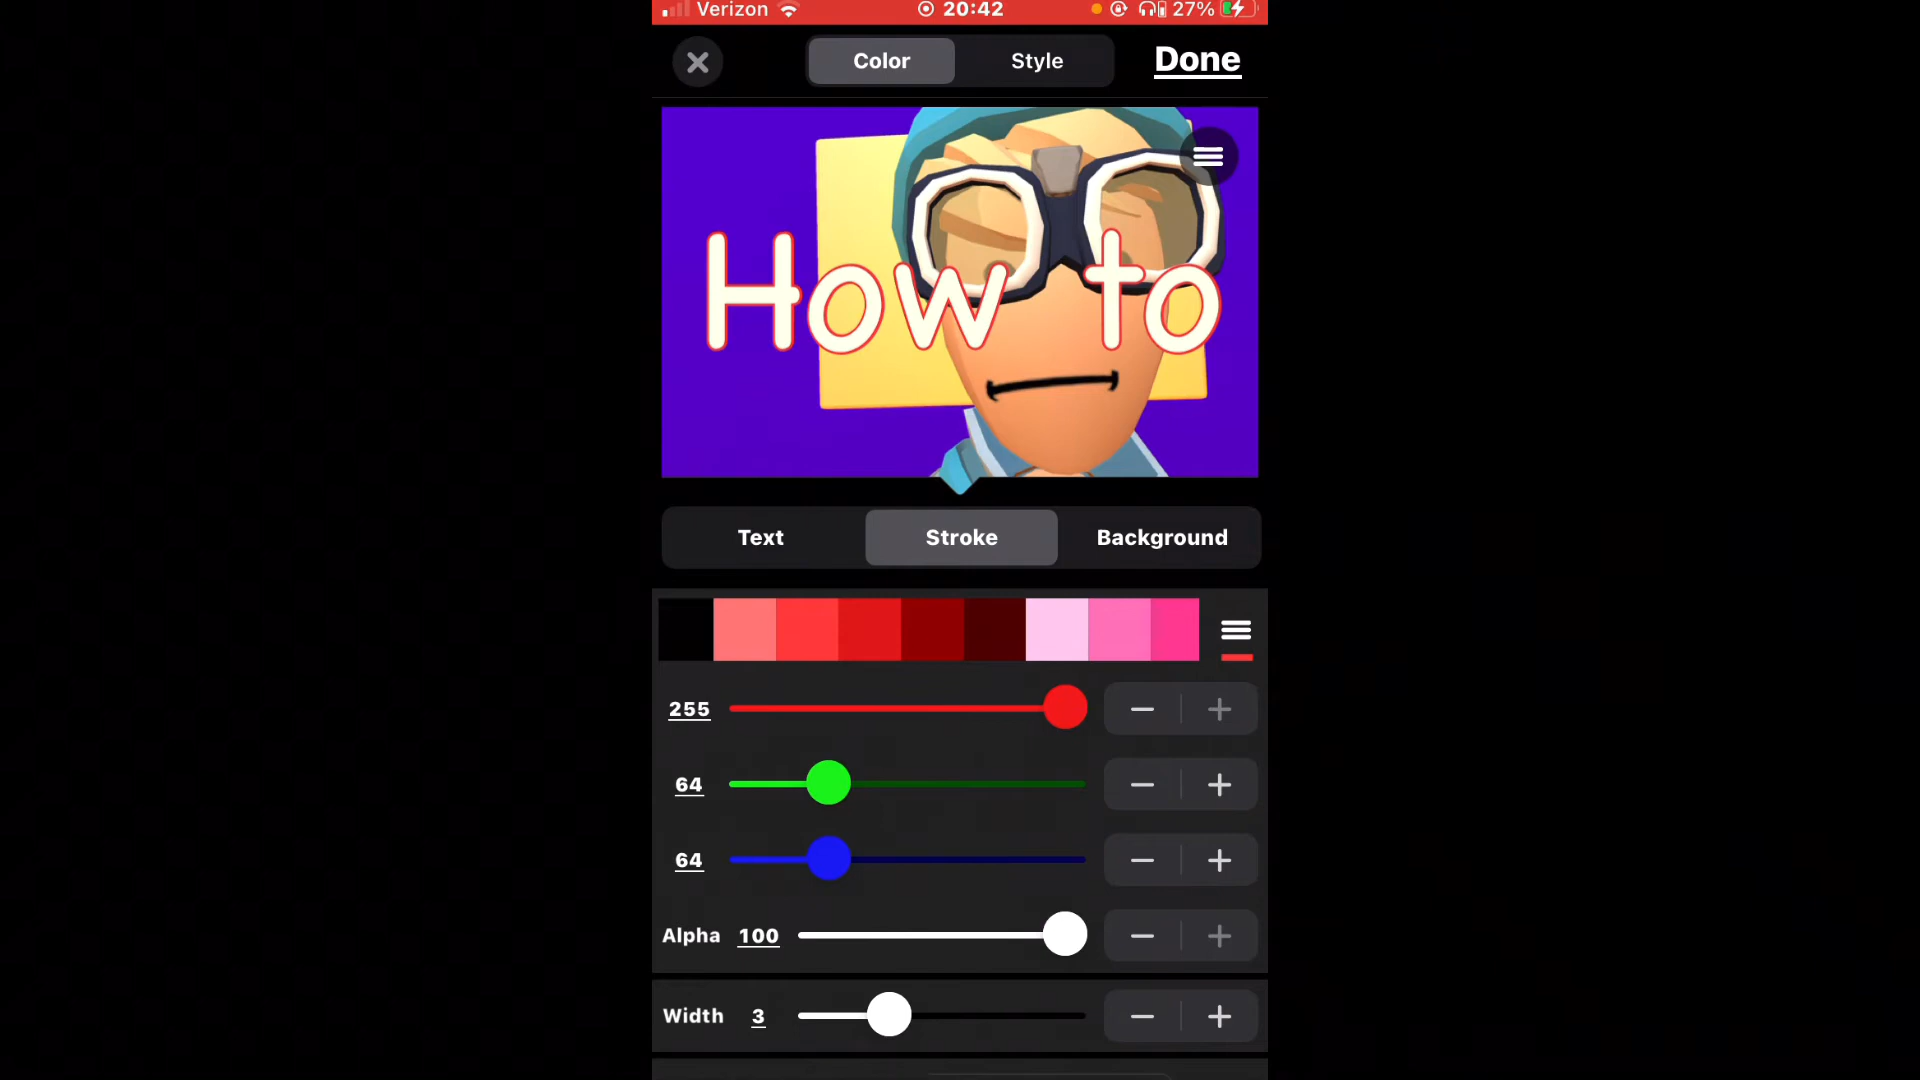 Verizon 20:42 27%
Color Style Done
How to
Text Stroke Background
255
64
64
Alpha 100
Width 3